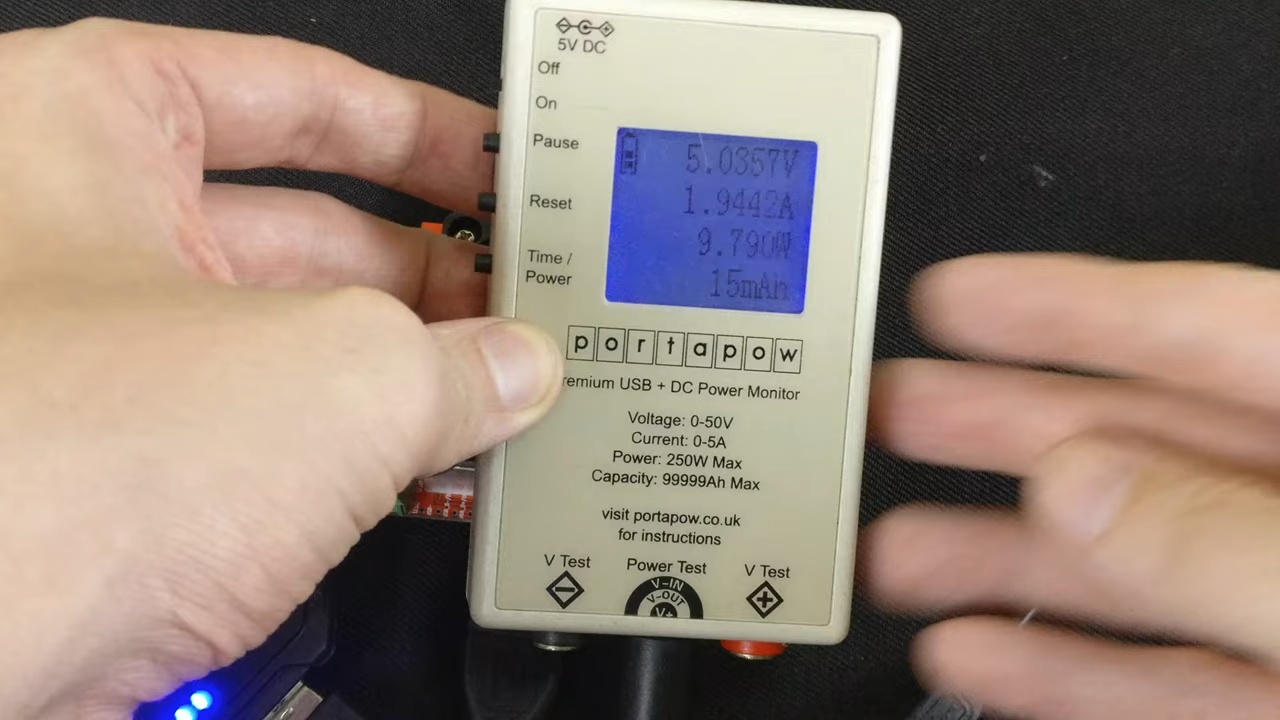 5V DC
Off
On
Pause
Reset
Time /
Power
5.0357V
1.9442A
9.790W
15mAh
portapow
remium USB + DC Power Monitor
Voltage: 0-50V
Current: 0-5A
Power: 250W Max
Capacity: 99999Ah Max
visit portapow.co.uk
for instructions
V Test
Power Test
V Test
V-IN
V-OUT
V+